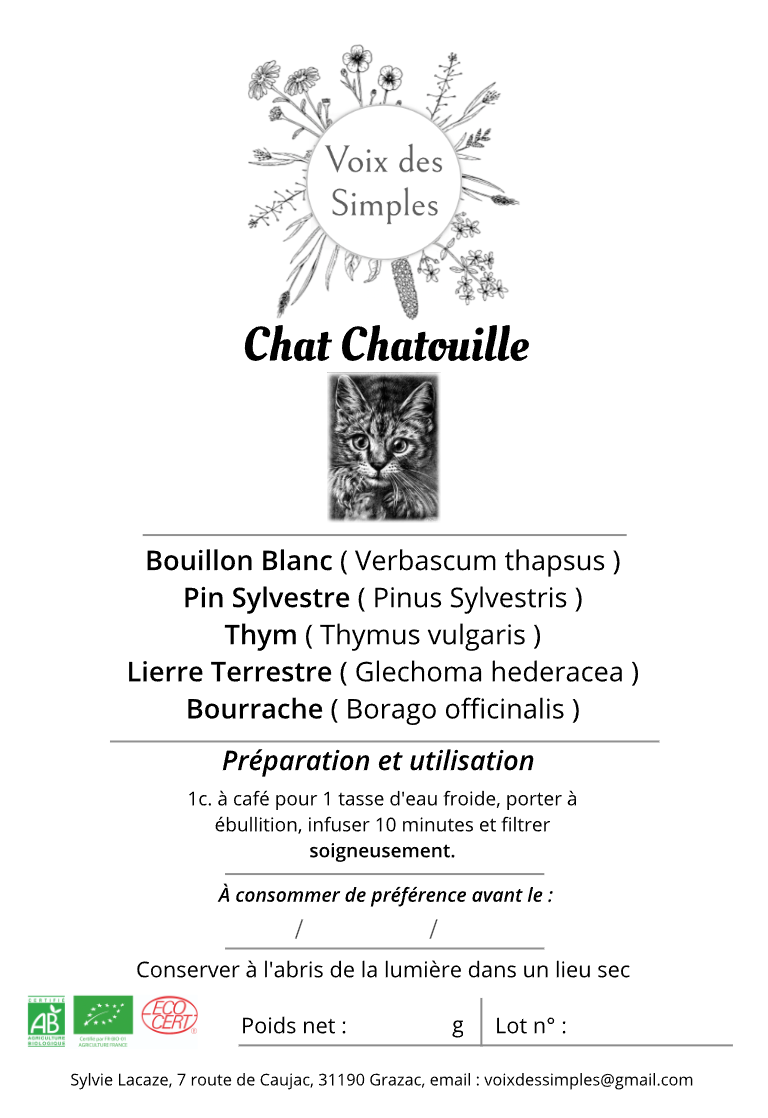 Voix des
Simples
Chat Chatouille
Bouillon Blanc ( Verbascum thapsus )
Pin Sylvestre ( Pinus Sylvestris )
Thym ( Thymus vulgaris )
Lierre Terrestre ( Glechoma hederacea )
Bourrache ( Borago officinalis )
Préparation et utilisation
1c. à café pour 1 tasse d'eau froide, porter à
ébullition, infuser 10 minutes et filtrer
soigneusement.
À consommer de préférence avant le :
/ /
Conserver à l'abris de la lumière dans un lieu sec
CERTIFIÉ
AB
AGRICULTURE
BIOLOGIQUE
Certifié par FR-BIO-01
AGRICULTURE FRANCE
ECO
CERT
®
Poids net : g
Lot n° :
Sylvie Lacaze, 7 route de Caujac, 31190 Grazac, email : voixdessimples@gmail.com